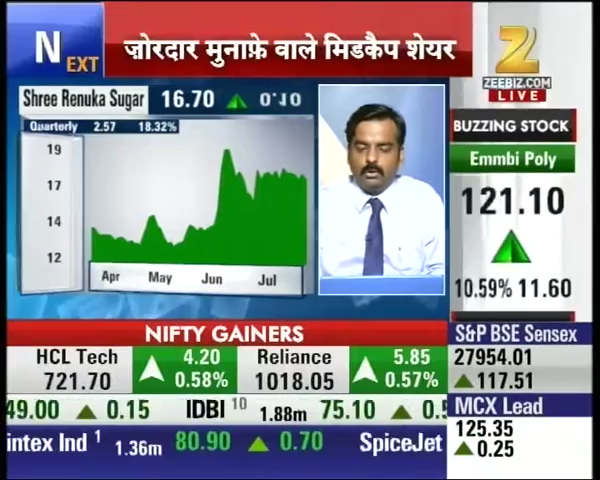 NEXT
ज़ोरदार मुनाफ़े वाले मिडकैप शेयर
Z
ZEEBIZ.COM
LIVE
Shree Renuka Sugar 16.70 0.10
Quarterly 2.57 18.32%
19
17
14
12
Apr May Jun Jul
BUZZING STOCK
Emmbi Poly
121.10
10.59% 11.60
NIFTY GAINERS
HCL Tech 4.20 Reliance 5.85
721.70 0.58% 1018.05 0.57%
S&P BSE Sensex
27954.01
117.51
MCX Lead
125.35
0.25
49.00 0.15 IDBI 10 1.88m 75.10 0.5
intex Ind 1 1.36m 80.90 0.70 SpiceJet